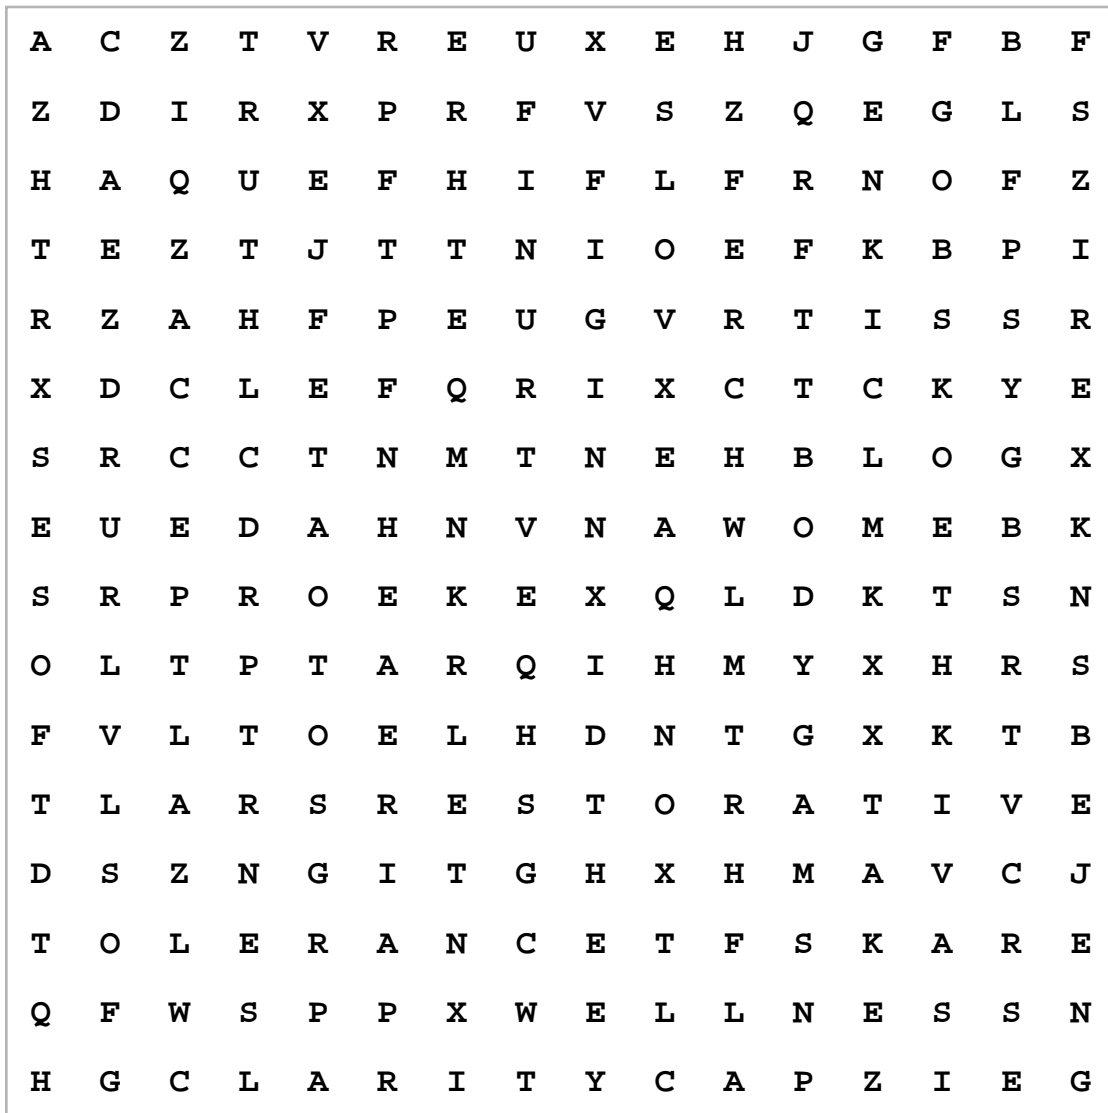 A C Z T V R E U X E H J G F B F
Z D I R X P R F V S Z Q E G L S
H A Q U E F H I F L F R N O F Z
T E Z T J T T N I O E F K B P I
R Z A H F P E U G V R T I S S R
X D C L E F Q R I X C T C K Y E
S R C C T N M T N E H B L O G X
E U E D A H N V N A W O M E B K
S R P R O E K E X Q L D K T S N
O L T P T A R Q I H M Y X H R S
F V L T O E L H D N T G X K T B
T L A R S R E S T O R A T I V E
D S Z N G I T G H X H M A V C J
T O L E R A N C E T F S K A R E
Q F W S P P X W E L L N E S S N
H G C L A R I T Y C A P Z I E G